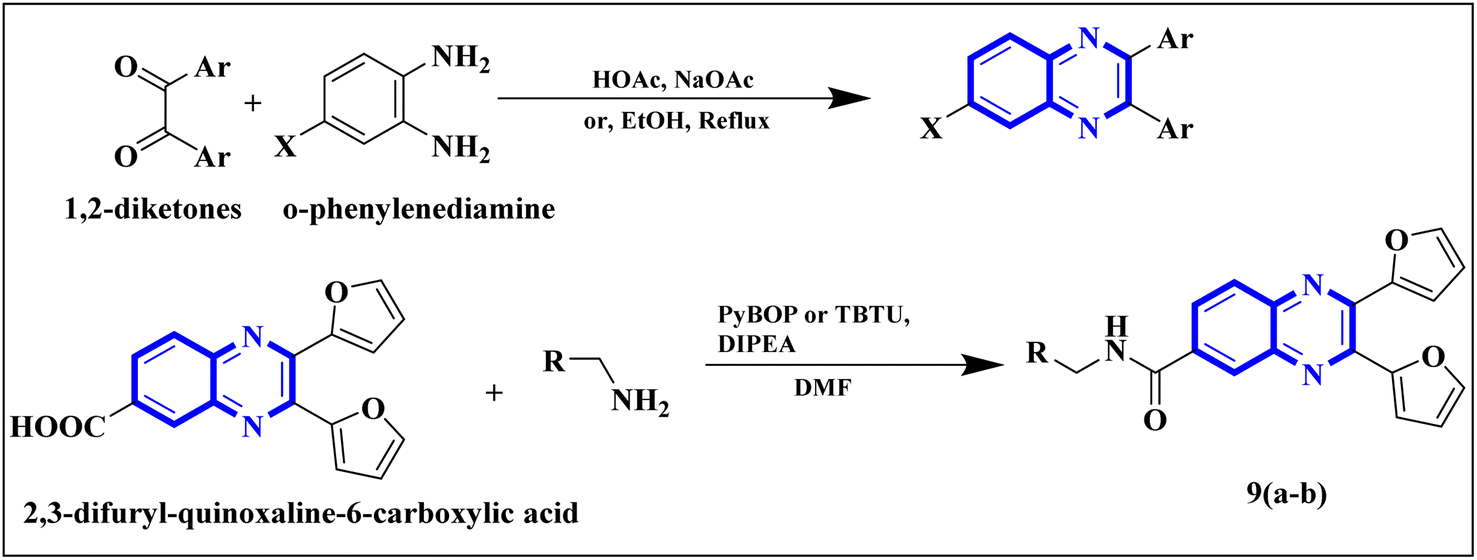 O Ar
O Ar
1,2-diketones
+
NH2
X NH2
o-phenylenediamine
HOAc, NaOAc
or, EtOH, Reflux
N Ar
X N Ar
O
N
HOOC N O
2,3-difuryl-quinoxaline-6-carboxylic acid
+
R
NH2
PyBOP or TBTU,
DIPEA
DMF
O
H N
R N N O
O
9(a-b)